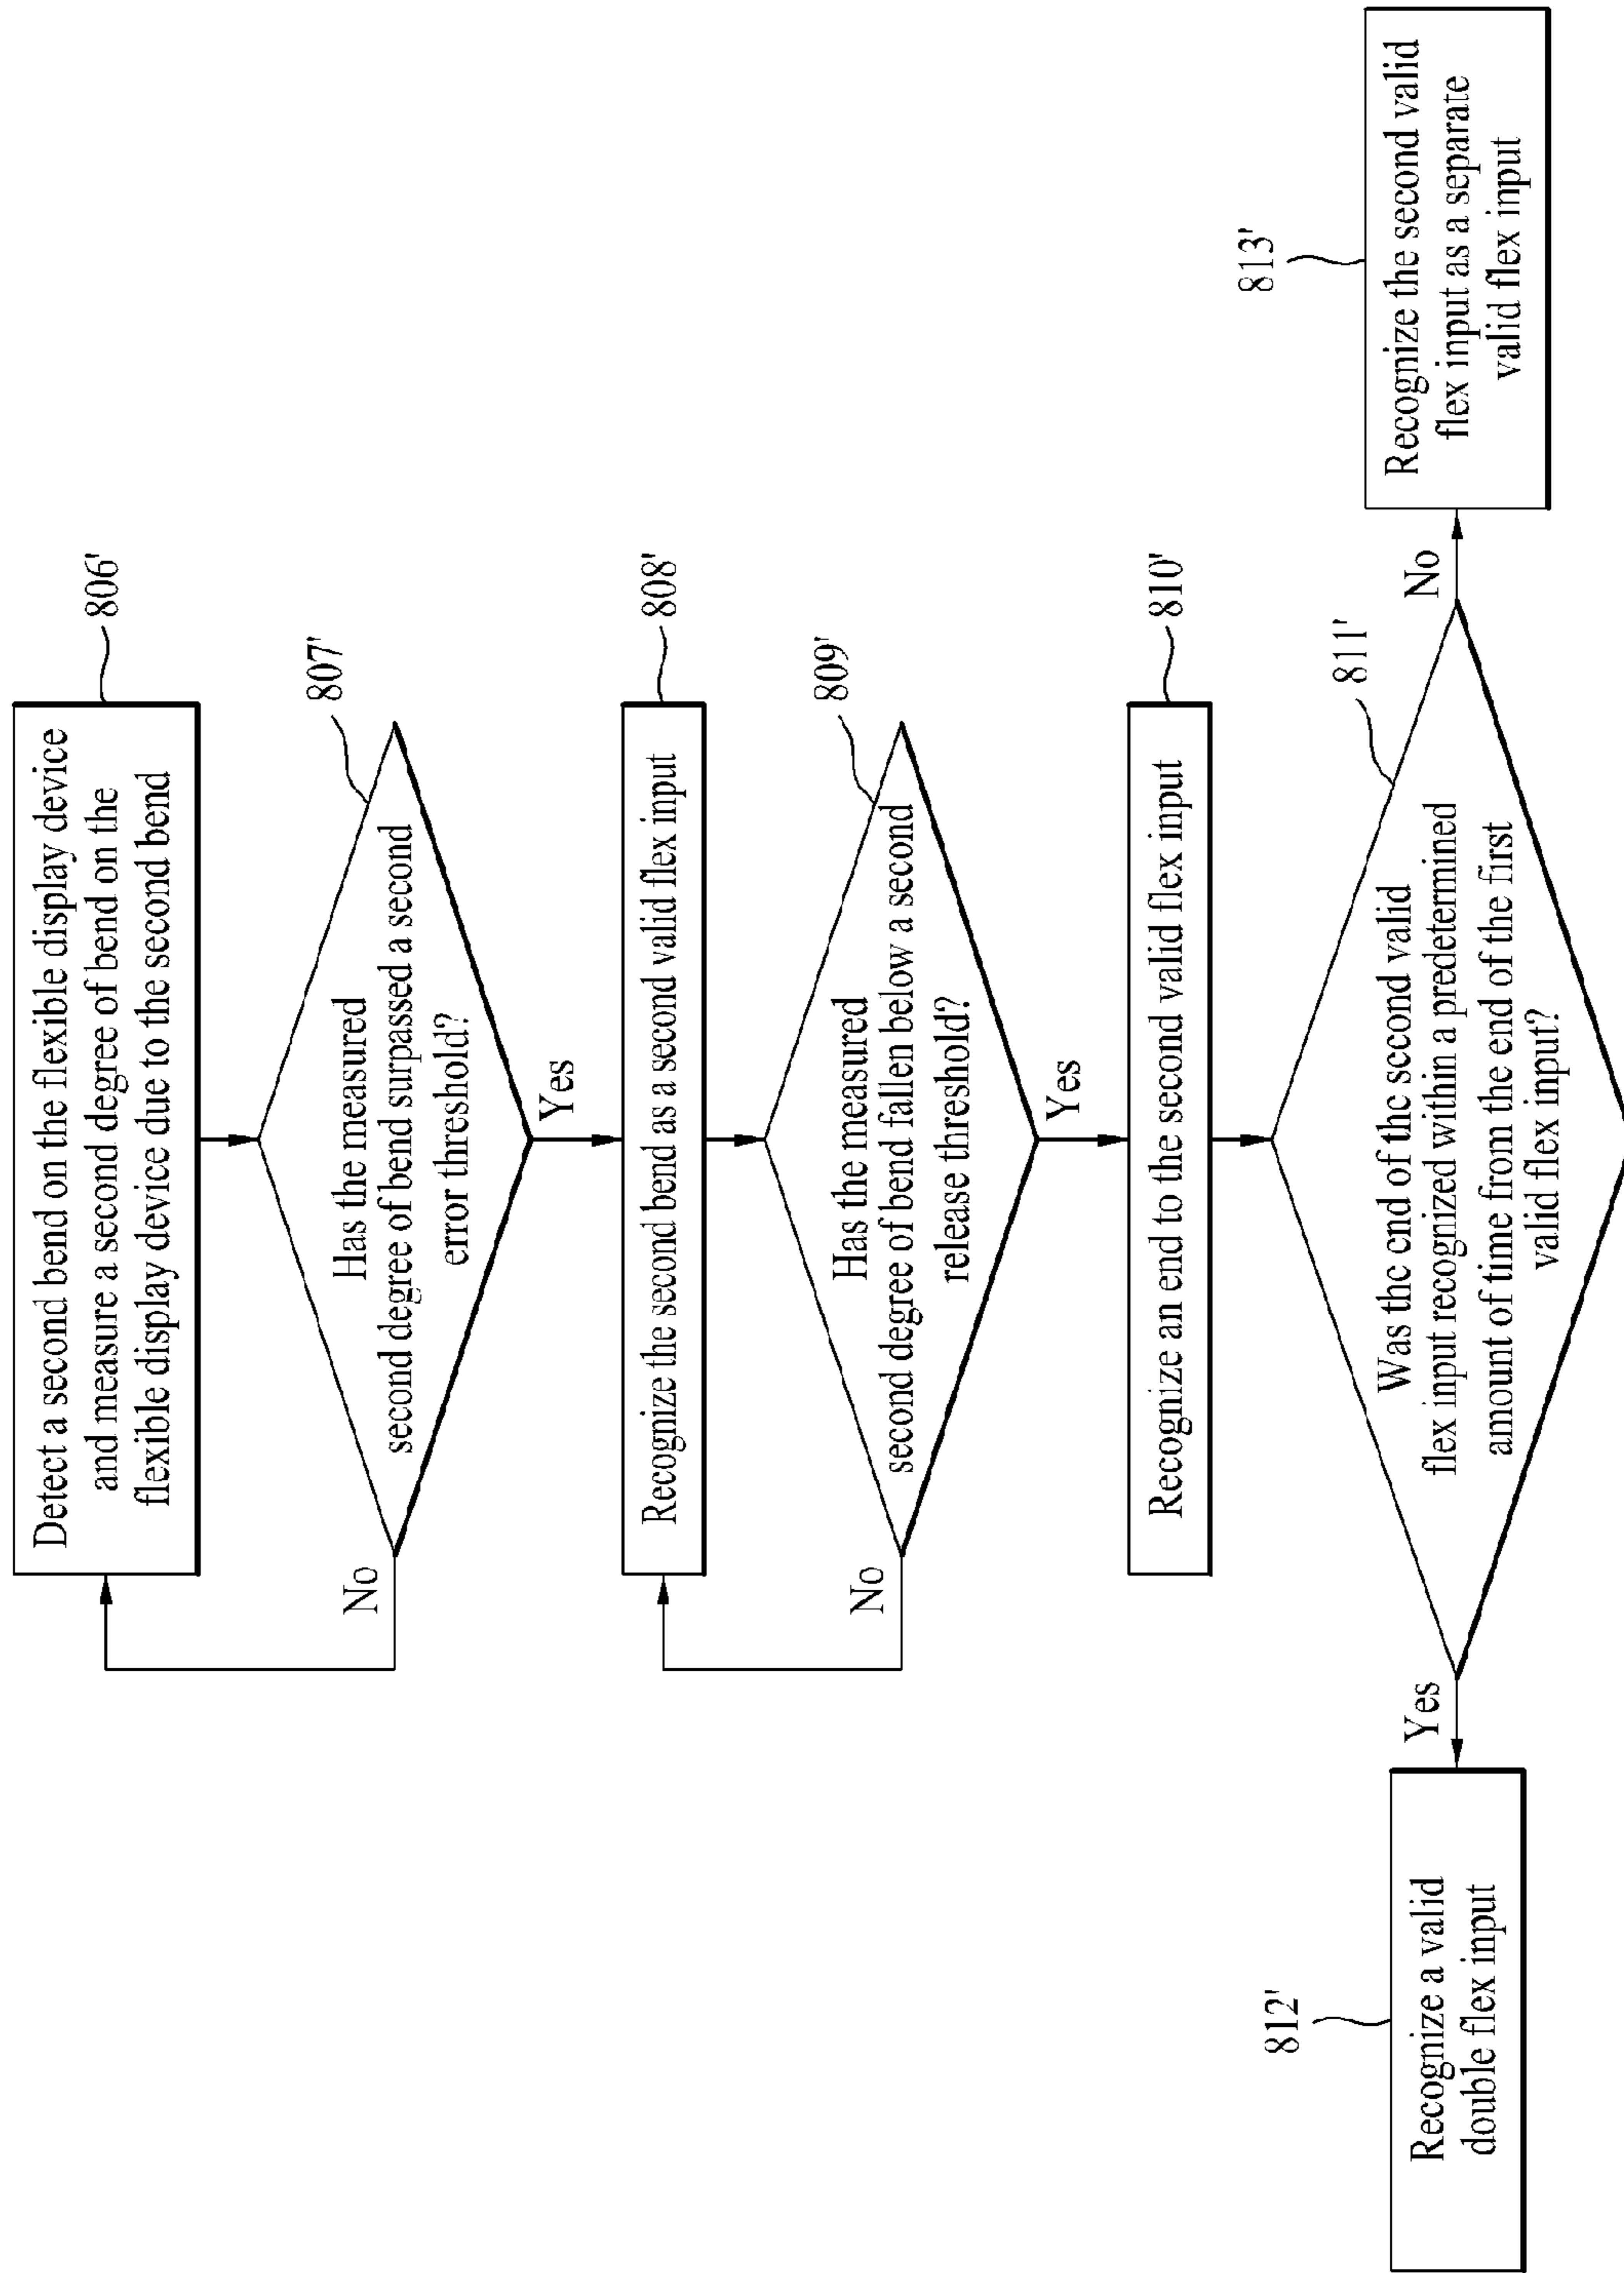 Detect a second bend on the flexible display device
and measure a second degree of bend on the
flexible display device due to the second bend
806'
Has the measured
second degree of bend surpassed a second
error threshold?
807'
No
Yes
Recognize the second bend as a second valid flex input
808'
Has the measured
second degree of bend fallen below a second
release threshold?
809'
No
Yes
Recognize an end to the second valid flex input
810'
Was the end of the second valid
flex input recognized within a predetermined
amount of time from the end of the first
valid flex input?
811'
Yes
No
812'
Recognize a valid
double flex input
813'
Recognize the second valid
flex input as a separate
valid flex input